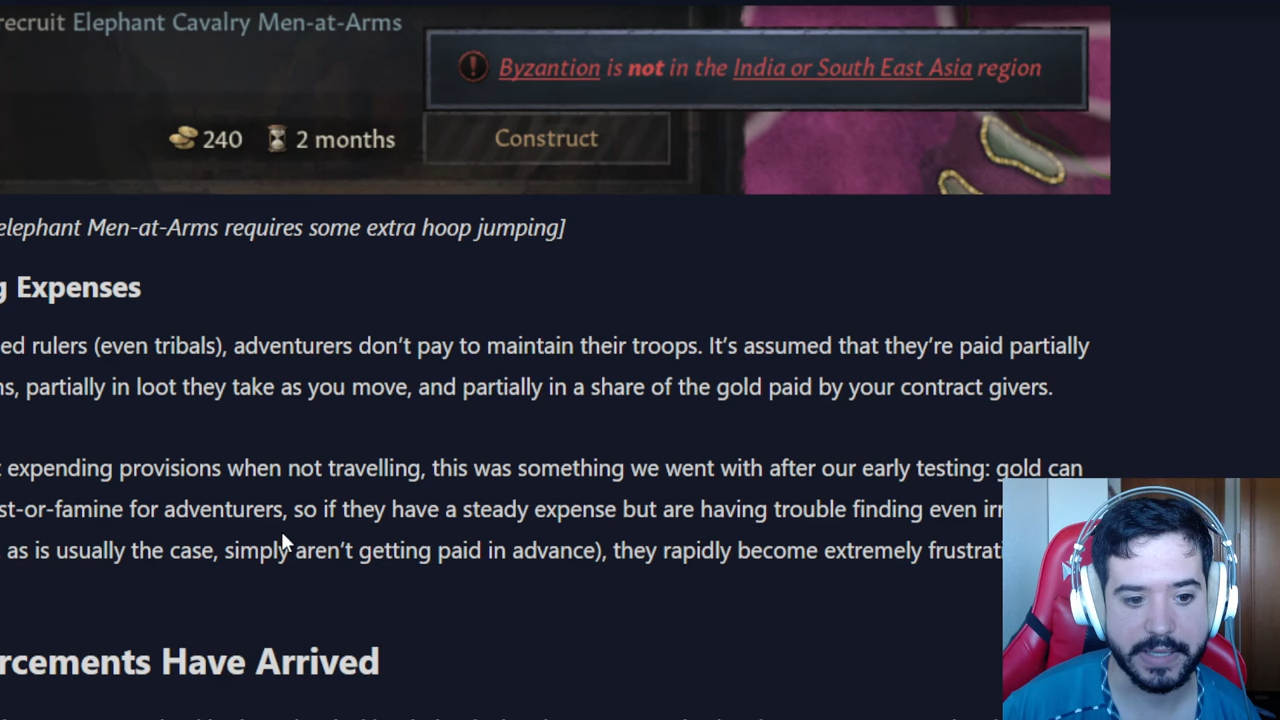 recruit Elephant Cavalry Men-at-Arms
Byzantion is not in the India or South East Asia region
240 2 months
Construct
elephant Men-at-Arms requires some extra hoop jumping]
Expenses
rulers (even tribals), adventurers don’t pay to maintain their troops. It’s assumed that they’re paid partially
partially in loot they take as you move, and partially in a share of the gold paid by your contract givers.
expending provisions when not travelling, this was something we went with after our early testing: gold can
st-or-famine for adventurers, so if they have a steady expense but are having trouble finding even
as is usually the case, simply aren’t getting paid in advance), they rapidly become extremely
Have Arrived